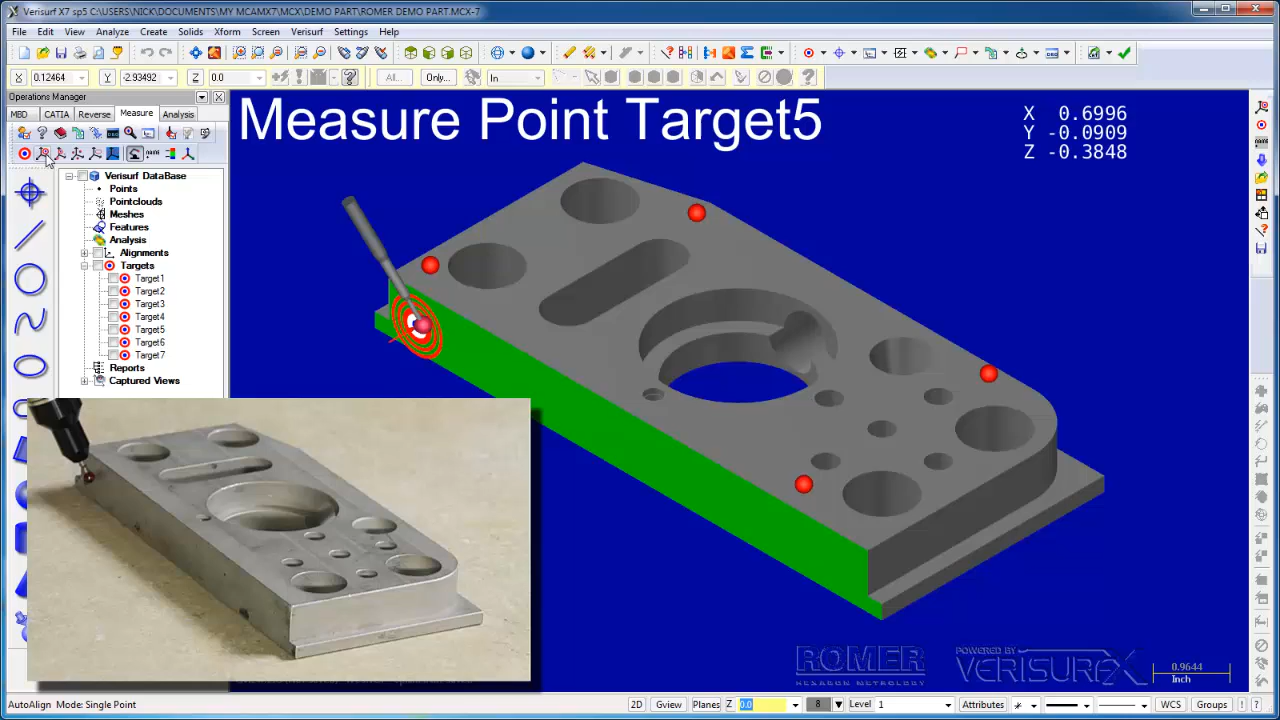 Verisurf X7 sp5 C:\USERS\NICK\DOCUMENTS\MY MCAMX7\MCX\DEMO PART\ROMER DEMO PART.MCX-7
File Edit View Analyze Create Solids Xform Screen Verisurf Settings Help
X 0.12464 Y -2.93492 Z 0.0 All... Only... In
Operations Manager
MBD CATIA Reverse Measure Analysis
Measure Point Target5
X 0.6996
Y -0.0909
Z -0.3848
Verisurf DataBase
Points
Pointclouds
Meshes
Features
Analysis
Alignments
Targets
Target1
Target2
Target3
Target4
Target5
Target6
Target7
Reports
Captured Views
ROMER
HEXAGON METROLOGY
POWERED BY
VERISURF X
0.9644
Inch
AutoAlign Mode: Single Point 2D Gview Planes Z 0.0 8 Level 1 Attributes WCS Groups ! ?